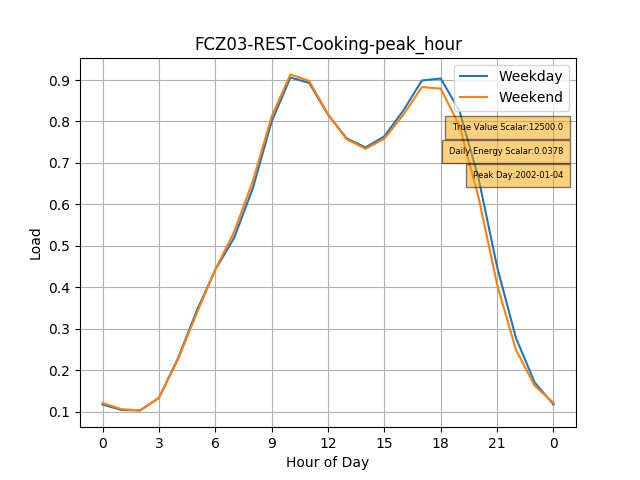 FCZ03-REST-Cooking-peak_hour
Weekday
Weekend
True Value Scalar:12500.0
Daily Energy Scalar:0.0378
Peak Day:2002-01-04
Load
0.9
0.8
0.7
0.6
0.5
0.4
0.3
0.2
0.1
0 3 6 9 12 15 18 21 0
Hour of Day